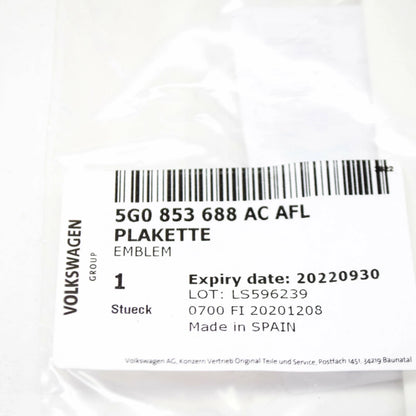 5G0 853 688 AC AFL
PLAKETTE
EMBLEM
VOLKSWAGEN
GROUP
1
Stueck
Expiry date: 20220930
LOT: LS596239
0700 FI 20201208
Made in SPAIN
Volkswagen AG, Konzern Vertrieb Original Teile und Service, Postfach 1451, 34219 Baunatal